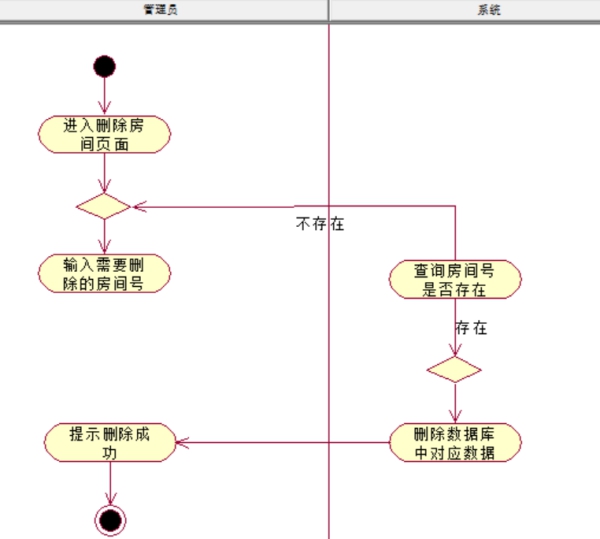 管理员
系统
进入删除房
间页面
不存在
输入需要删
除的房间号
查询房间号
是否存在
存在
提示删除成
功
删除数据库
中对应数据